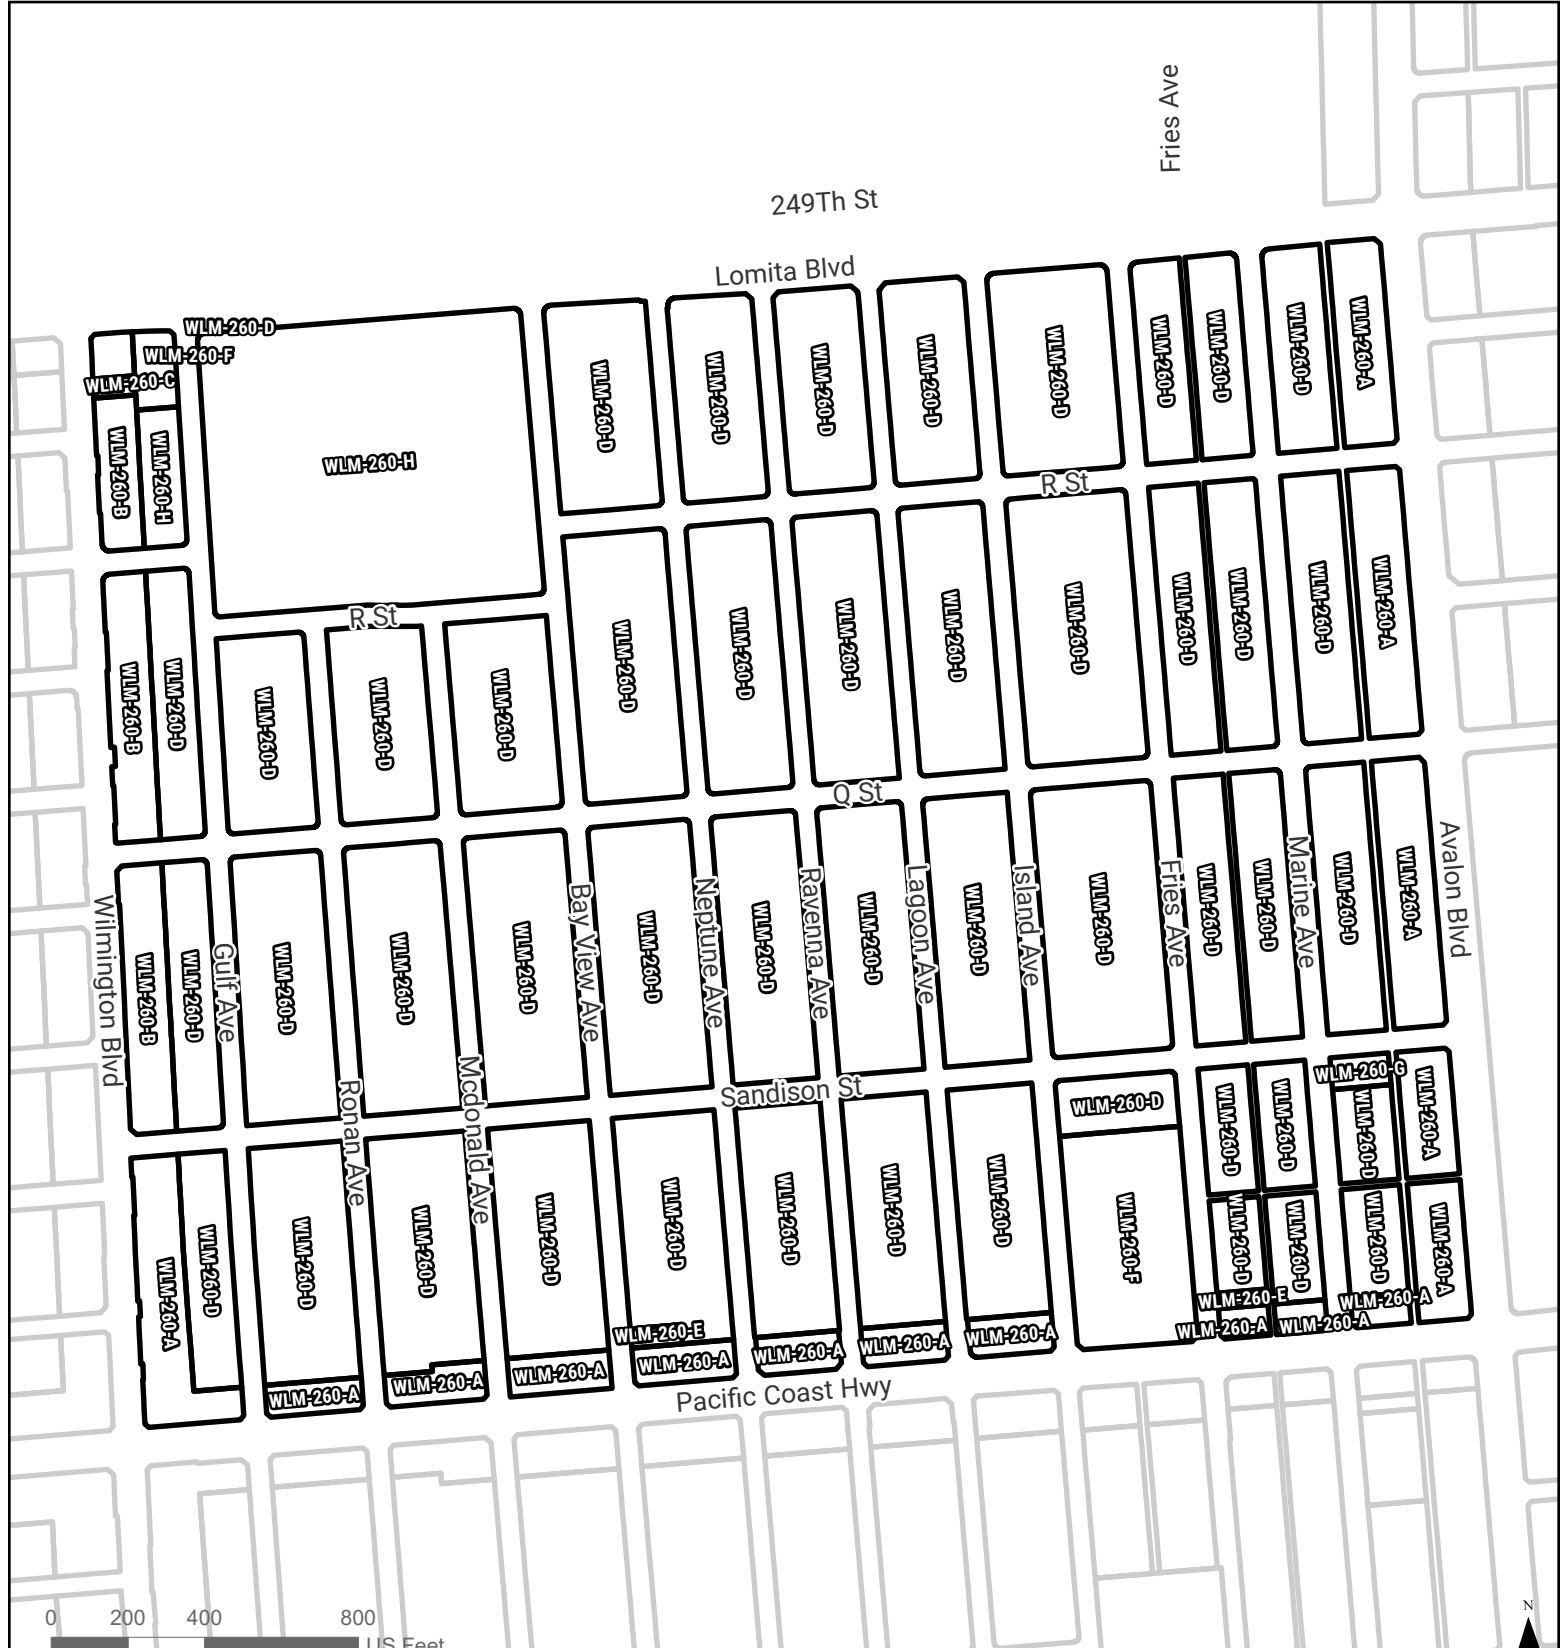 Fries Ave
249Th St
Lomita Blvd
WLM-260-D
WLM-260-F
WLM-260-C
WLM-260-B
WLM-260-H
WLM-260-H
WLM-260-D
WLM-260-D
WLM-260-D
WLM-260-D
WLM-260-D
WLM-260-D
WLM-260-D
WLM-260-D
WLM-260-A
R St
R St
WLM-260-B
WLM-260-D
WLM-260-D
WLM-260-D
WLM-260-D
WLM-260-D
WLM-260-D
WLM-260-D
WLM-260-D
WLM-260-D
WLM-260-D
WLM-260-D
WLM-260-D
WLM-260-A
Q St
Wilmington Blvd
WLM-260-B
WLM-260-D
Gulf Ave
WLM-260-D
Ronan Ave
WLM-260-D
Mcdonald Ave
WLM-260-D
Bay View Ave
WLM-260-D
Neptune Ave
WLM-260-D
Ravenna Ave
WLM-260-D
Lagoon Ave
WLM-260-D
Island Ave
WLM-260-D
Fries Ave
WLM-260-D
WLM-260-D
Marine Ave
WLM-260-D
WLM-260-A
Avalon Blvd
Sandison St
WLM-260-A
WLM-260-D
WLM-260-D
WLM-260-D
WLM-260-D
WLM-260-D
WLM-260-D
WLM-260-D
WLM-260-D
WLM-260-D
WLM-260-F
WLM-260-D
WLM-260-D
WLM-260-G
WLM-260-D
WLM-260-A
WLM-260-D
WLM-260-D
WLM-260-D
WLM-260-A
WLM-260-E
WLM-260-A
WLM-260-A
WLM-260-A
WLM-260-E
WLM-260-A
WLM-260-A
WLM-260-A
WLM-260-A
WLM-260-A
WLM-260-A
WLM-260-A
Pacific Coast Hwy
0 200 400 800
US Feet
N